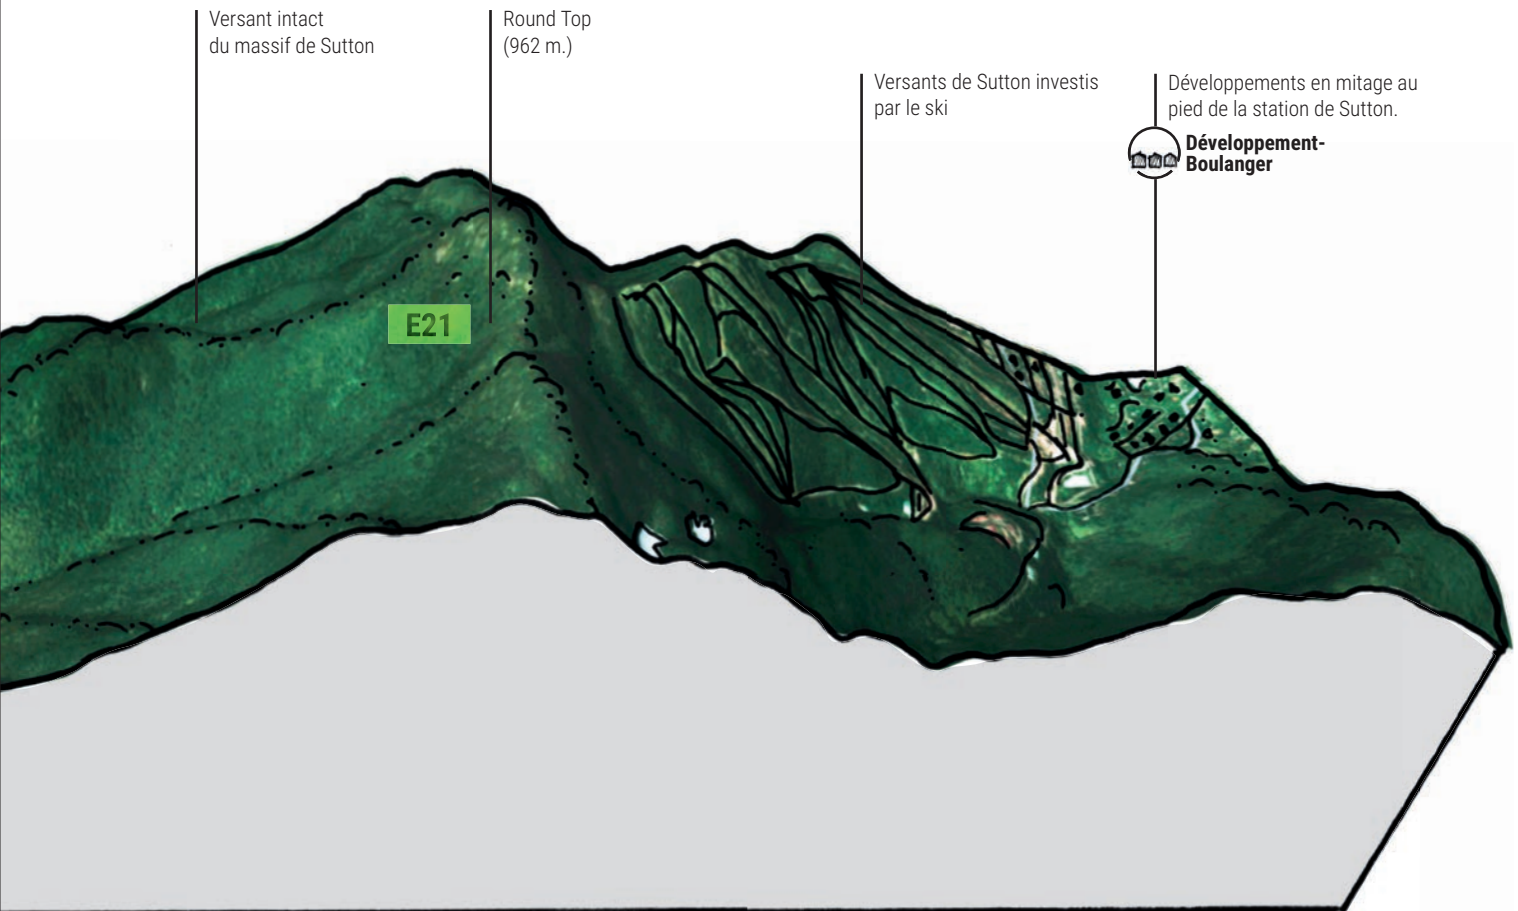 Versant intact
du massif de Sutton
Round Top
(962 m.)
Versants de Sutton investis
par le ski
Développements en mitage au
pied de la station de Sutton.
Développement-
Boulanger
E21